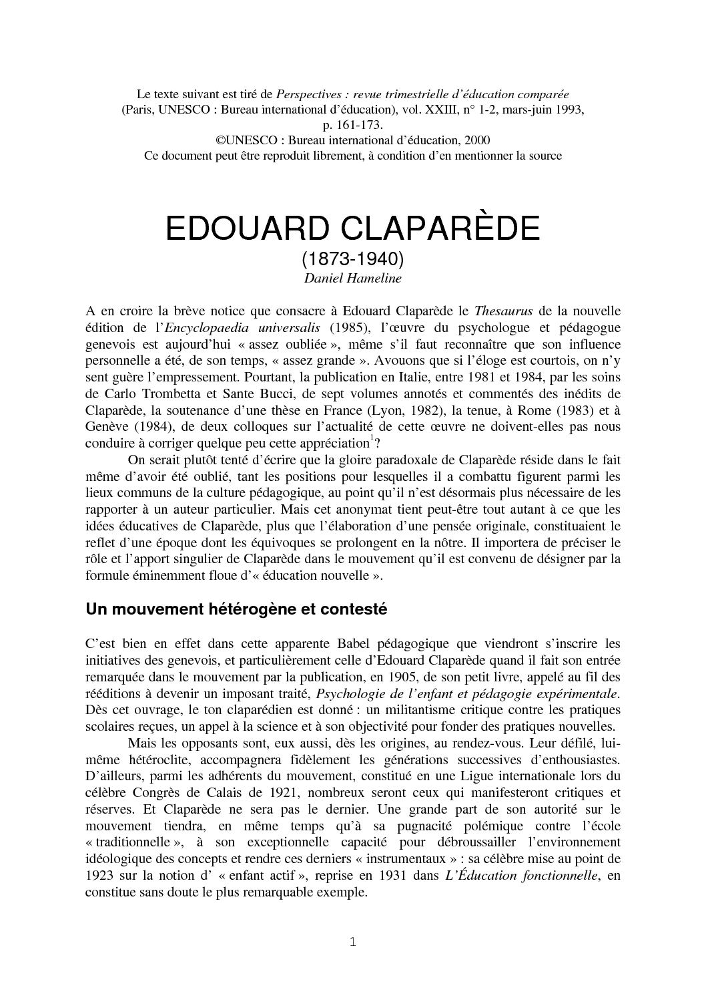 Le texte suivant est tiré de Perspectives : revue trimestrielle d’éducation comparée
(Paris, UNESCO : Bureau international d’éducation), vol. XXIII, n° 1-2, mars-juin 1993,
p. 161-173.
©UNESCO : Bureau international d’éducation, 2000
Ce document peut être reproduit librement, à condition d’en mentionner la source
EDOUARD CLAPARÈDE
(1873-1940)
Daniel Hameline
A en croire la brève notice que consacre à Edouard Claparède le Thesaurus de la nouvelle
édition de l’Encyclopaedia universalis (1985), l’œuvre du psychologue et pédagogue
genevois est aujourd’hui « assez oubliée », même s’il faut reconnaître que son influence
personnelle a été, de son temps, « assez grande ». Avouons que si l’éloge est courtois, on n’y
sent guère l’empressement. Pourtant, la publication en Italie, entre 1981 et 1984, par les soins
de Carlo Trombetta et Sante Bucci, de sept volumes annotés et commentés des inédits de
Claparède, la soutenance d’une thèse en France (Lyon, 1982), la tenue, à Rome (1983) et à
Genève (1984), de deux colloques sur l’actualité de cette œuvre ne doivent-elles pas nous
conduire à corriger quelque peu cette appréciation1?
On serait plutôt tenté d’écrire que la gloire paradoxale de Claparède réside dans le fait
même d’avoir été oublié, tant les positions pour lesquelles il a combattu figurent parmi les
lieux communs de la culture pédagogique, au point qu’il n’est désormais plus nécessaire de les
rapporter à un auteur particulier. Mais cet anonymat tient peut-être tout autant à ce que les
idées éducatives de Claparède, plus que l’élaboration d’une pensée originale, constituaient le
reflet d’une époque dont les équivoques se prolongent en la nôtre. Il importera de préciser le
rôle et l’apport singulier de Claparède dans le mouvement qu’il est convenu de désigner par la
formule éminemment floue d’« éducation nouvelle ».
Un mouvement hétérogène et contesté
C’est bien en effet dans cette apparente Babel pédagogique que viendront s’inscrire les
initiatives des genevois, et particulièrement celle d’Edouard Claparède quand il fait son entrée
remarquée dans le mouvement par la publication, en 1905, de son petit livre, appelé au fil des
rééditions à devenir un imposant traité, Psychologie de l’enfant et pédagogie expérimentale.
Dès cet ouvrage, le ton claparédien est donné : un militantisme critique contre les pratiques
scolaires reçues, un appel à la science et à son objectivité pour fonder des pratiques nouvelles.
Mais les opposants sont, eux aussi, dès les origines, au rendez-vous. Leur défilé, lui-
même hétéroclite, accompagnera fidèlement les générations successives d’enthousiastes.
D’ailleurs, parmi les adhérents du mouvement, constitué en une Ligue internationale lors du
célèbre Congrès de Calais de 1921, nombreux seront ceux qui manifesteront critiques et
réserves. Et Claparède ne sera pas le dernier. Une grande part de son autorité sur le
mouvement tiendra, en même temps qu’à sa pugnacité polémique contre l’école
« traditionnelle », à son exceptionnelle capacité pour débroussailler l’environnement
idéologique des concepts et rendre ces derniers « instrumentaux » : sa célèbre mise au point de
1923 sur la notion d’ « enfant actif », reprise en 1931 dans L’Éducation fonctionnelle, en
constitue sans doute le plus remarquable exemple.
1